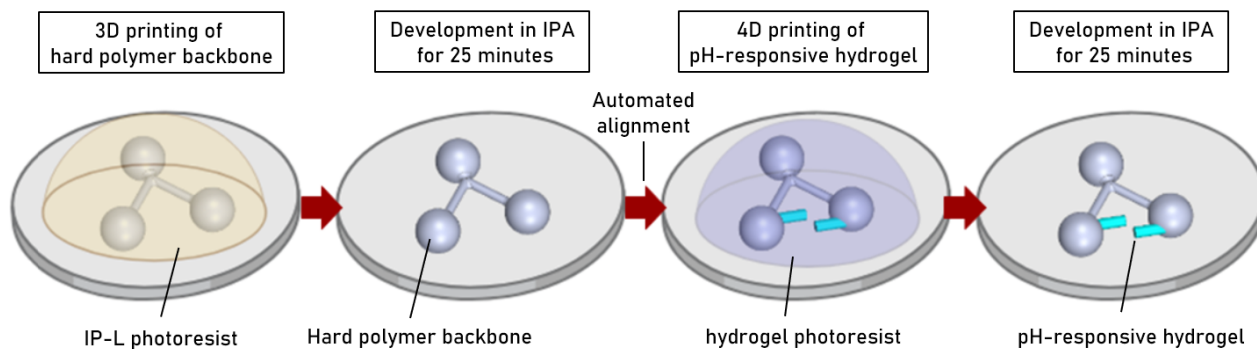 3D printing of
hard polymer backbone
Development in IPA
for 25 minutes
4D printing of
pH-responsive hydrogel
Development in IPA
for 25 minutes
Automated
alignment
IP-L photoresist
Hard polymer backbone
hydrogel photoresist
pH-responsive hydrogel